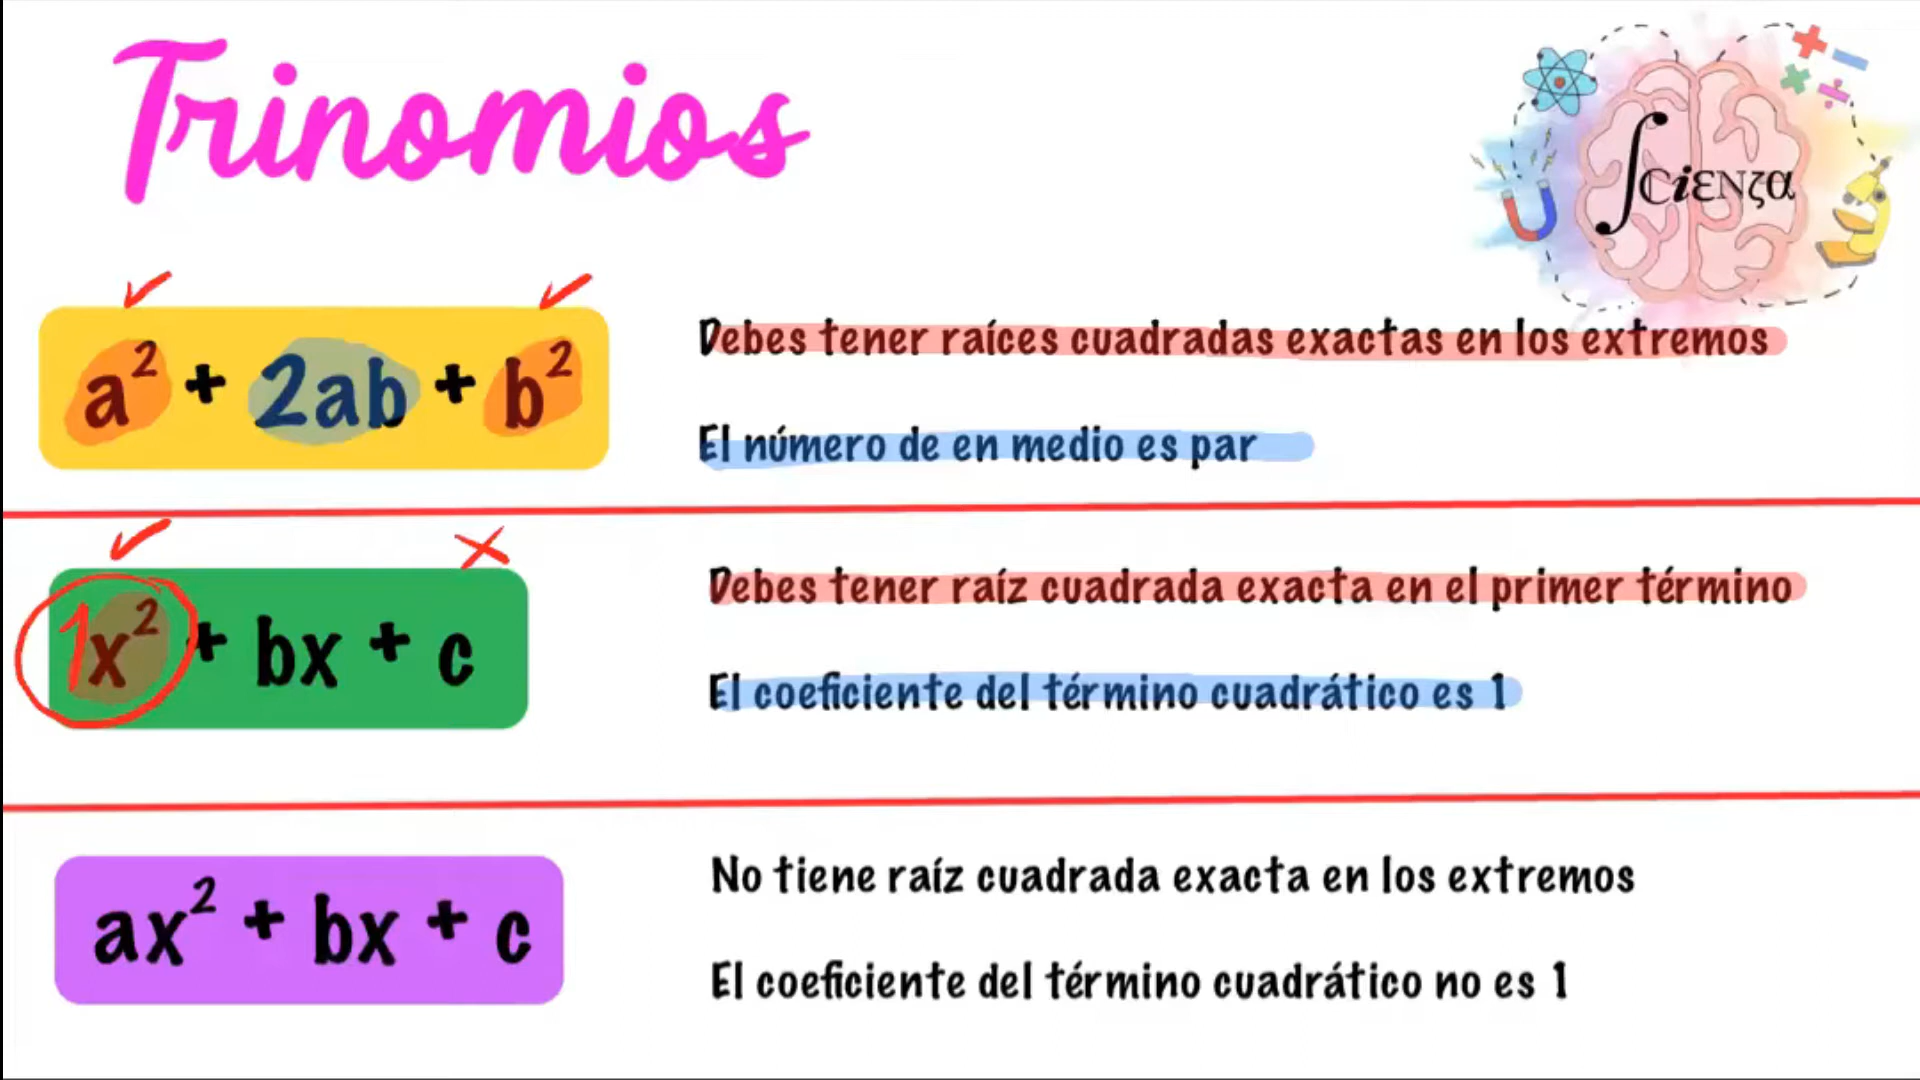 Trinomios
∫CiENζα
a² + 2ab + b²
Debes tener raíces cuadradas exactas en los extremos
El número de en medio es par
1x² + bx + c
Debes tener raíz cuadrada exacta en el primer término
El coeficiente del término cuadrático es 1
ax² + bx + c
No tiene raíz cuadrada exacta en los extremos
El coeficiente del término cuadrático no es 1